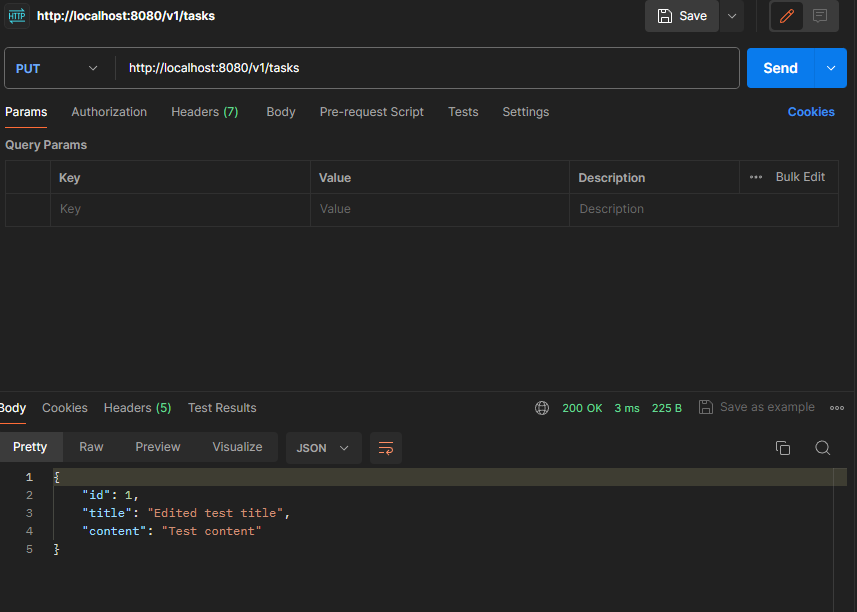 HTTP http://localhost:8080/v1/tasks Save
PUT http://localhost:8080/v1/tasks Send
Params Authorization Headers (7) Body Pre-request Script Tests Settings Cookies
Query Params
Key Value Description ••• Bulk Edit
Key Value Description
Body Cookies Headers (5) Test Results 200 OK 3 ms 225 B Save as example
Pretty Raw Preview Visualize JSON
1 {
2 "id": 1,
3 "title": "Edited test title",
4 "content": "Test content"
5 }